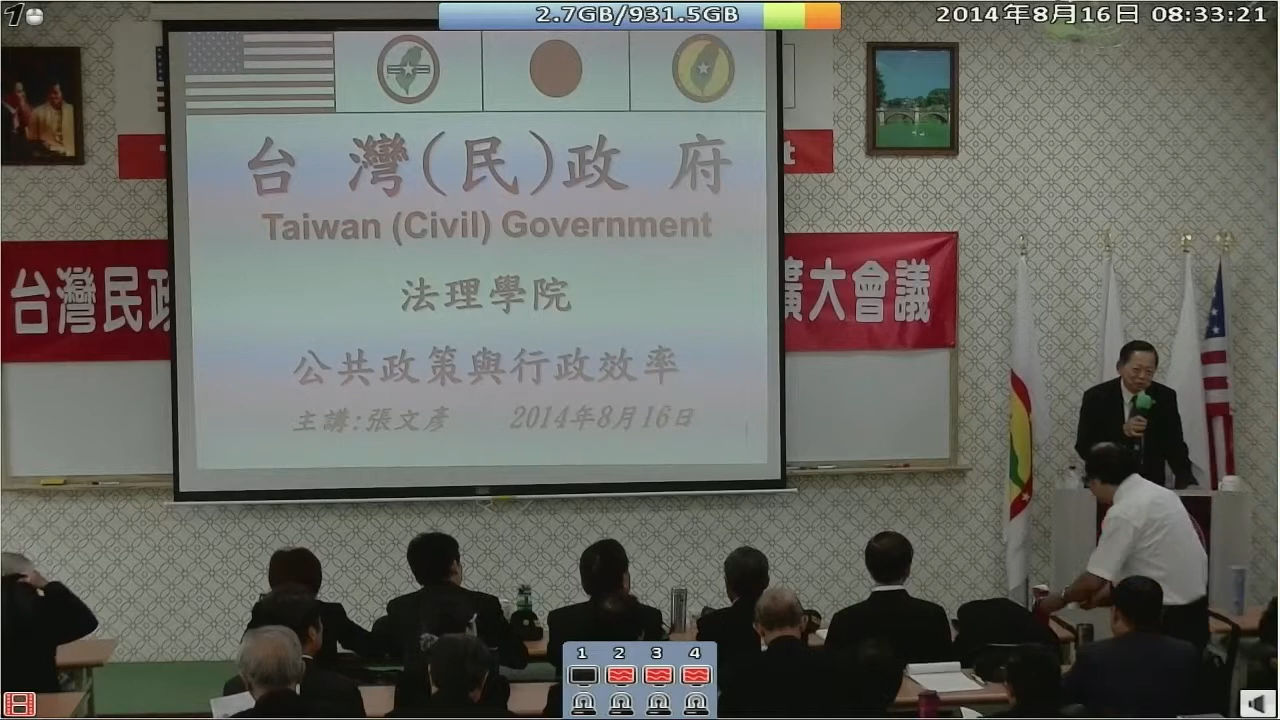 1
2.7GB/931.5GB
2014年8月16日 08:33:21
台 灣(民)政 府
Taiwan (Civil) Government
t
台灣民政
擴大會議
法理學院
公共政策與行政效率
主講:張文彥 2014年8月16日
1 2 3 4